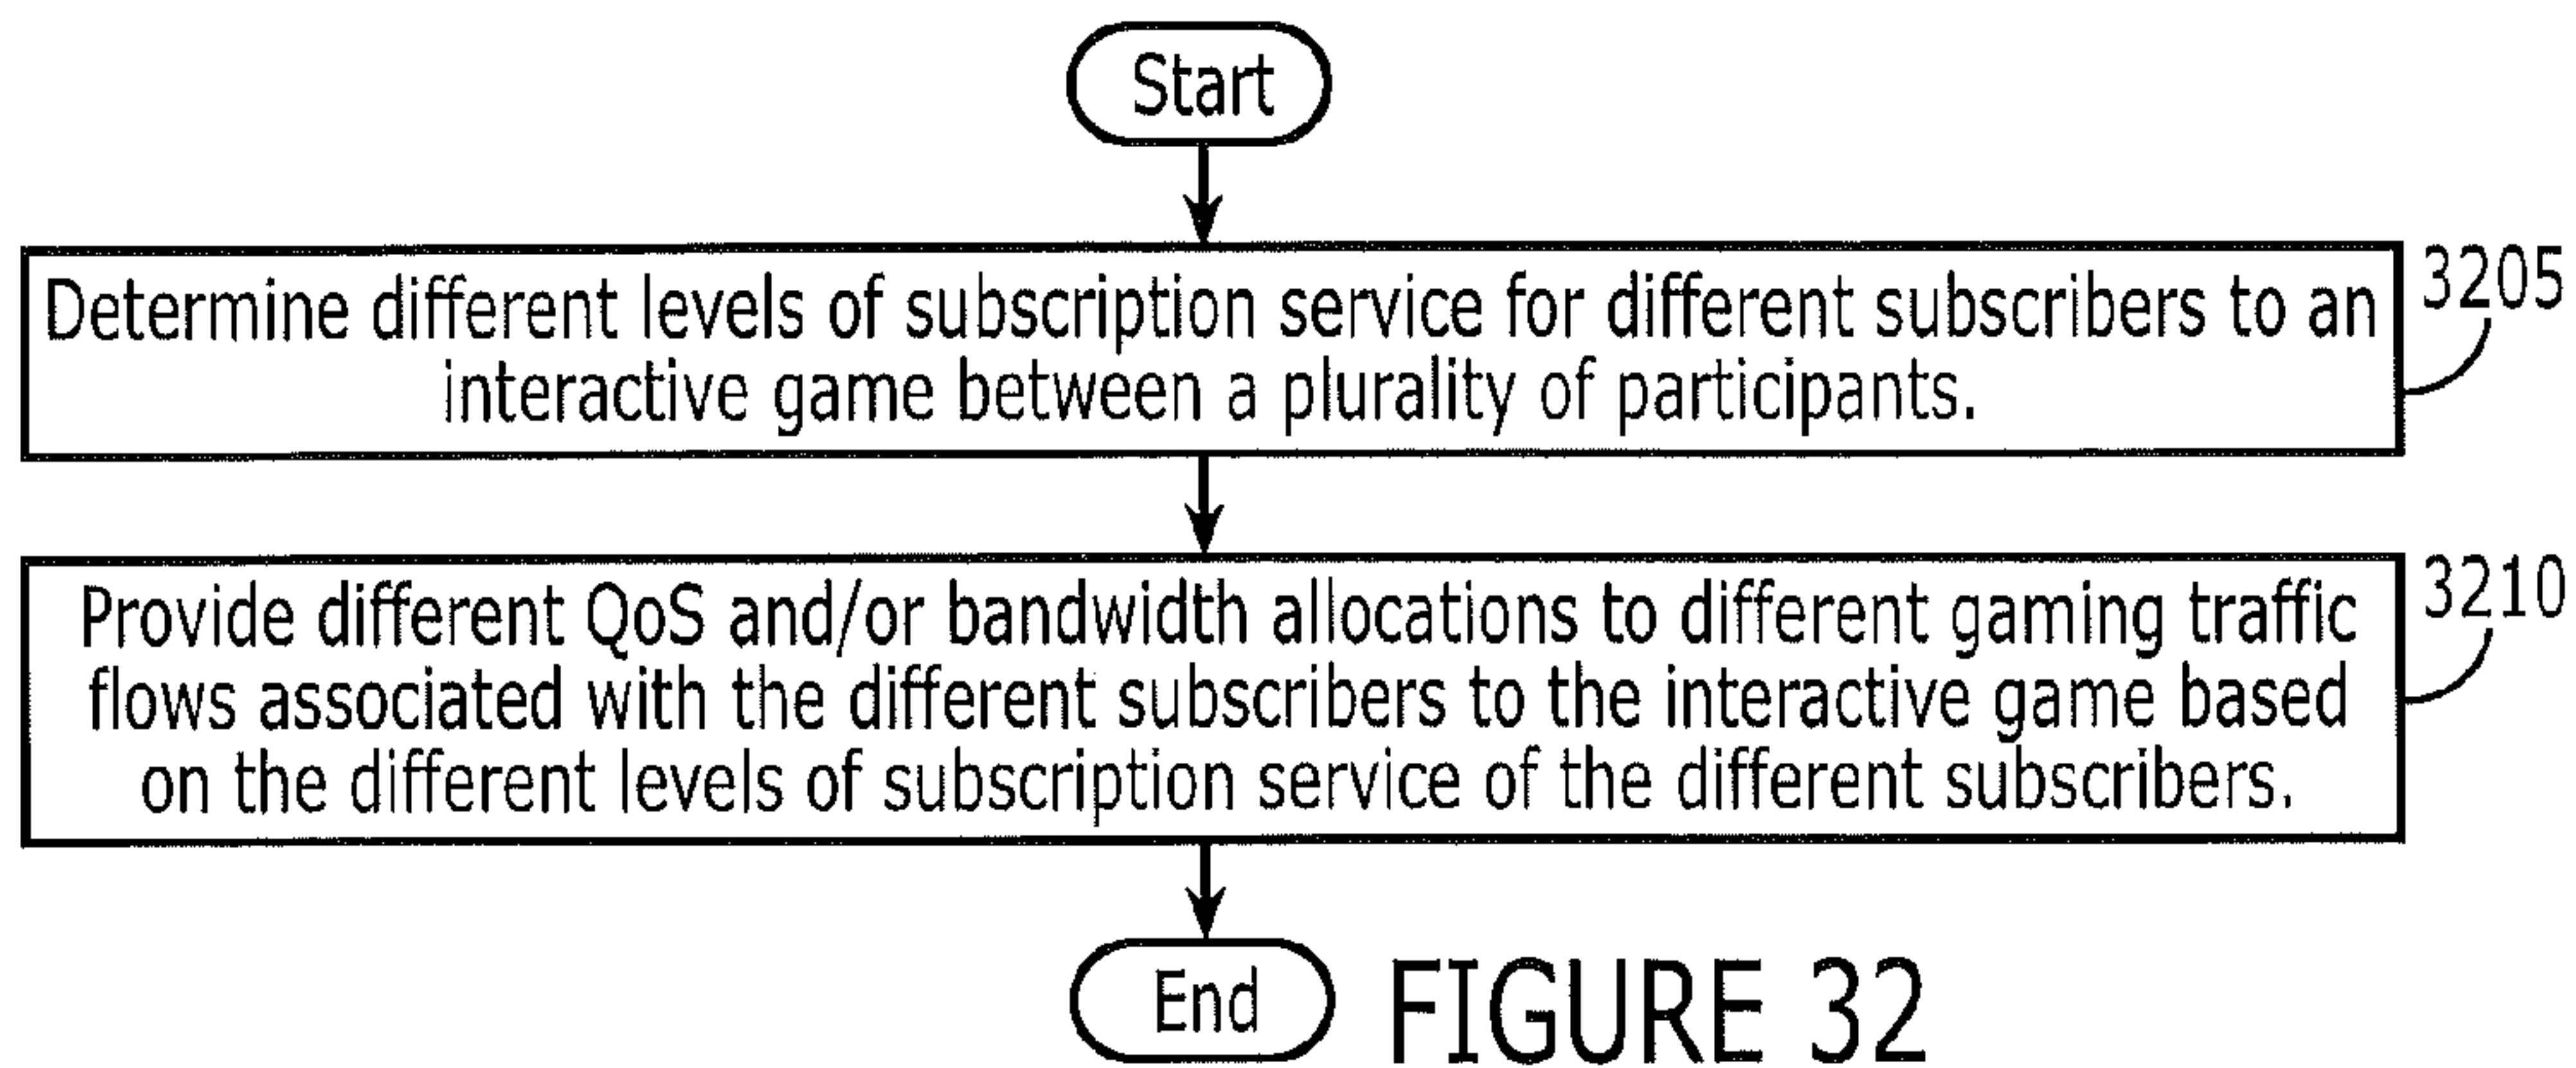 Start
Determine different levels of subscription service for different subscribers to an
interactive game between a plurality of participants.
3205
Provide different QoS and/or bandwidth allocations to different gaming traffic
flows associated with the different subscribers to the interactive game based
on the different levels of subscription service of the different subscribers.
3210
End
FIGURE 32